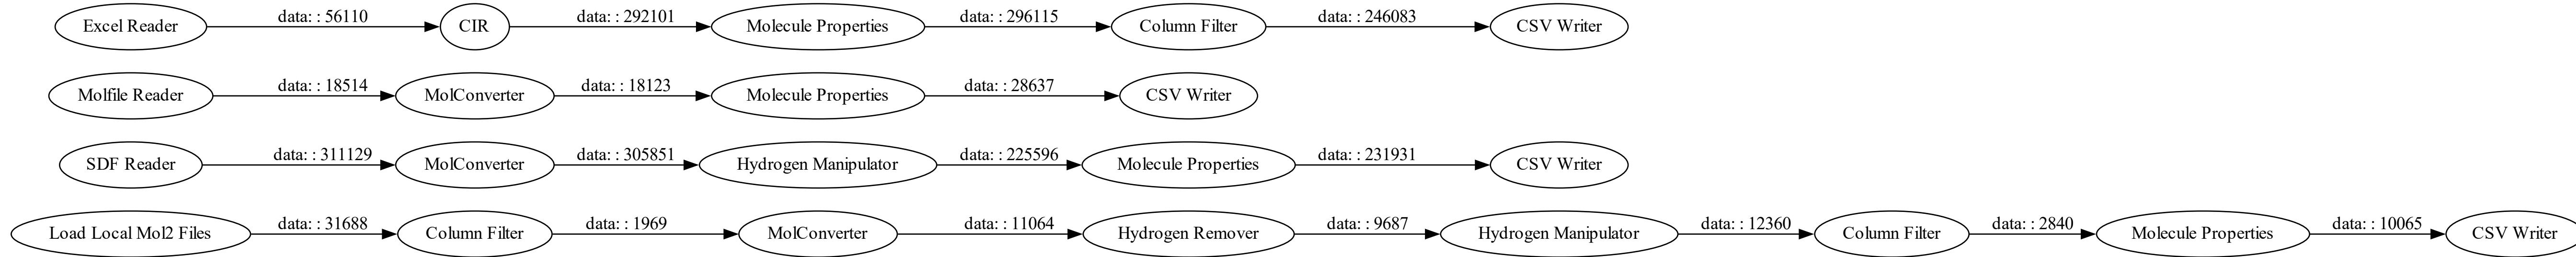 Excel Reader data: : 56110 CIR data: : 292101 Molecule Properties data: : 296115 Column Filter data: : 246083 CSV Writer
Molfile Reader data: : 18514 MolConverter data: : 18123 Molecule Properties data: : 28637 CSV Writer
SDF Reader data: : 311129 MolConverter data: : 305851 Hydrogen Manipulator data: : 225596 Molecule Properties data: : 231931 CSV Writer
Load Local Mol2 Files data: : 31688 Column Filter data: : 1969 MolConverter data: : 11064 Hydrogen Remover data: : 9687 Hydrogen Manipulator data: : 12360 Column Filter data: : 2840 Molecule Properties data: : 10065 CSV Writer